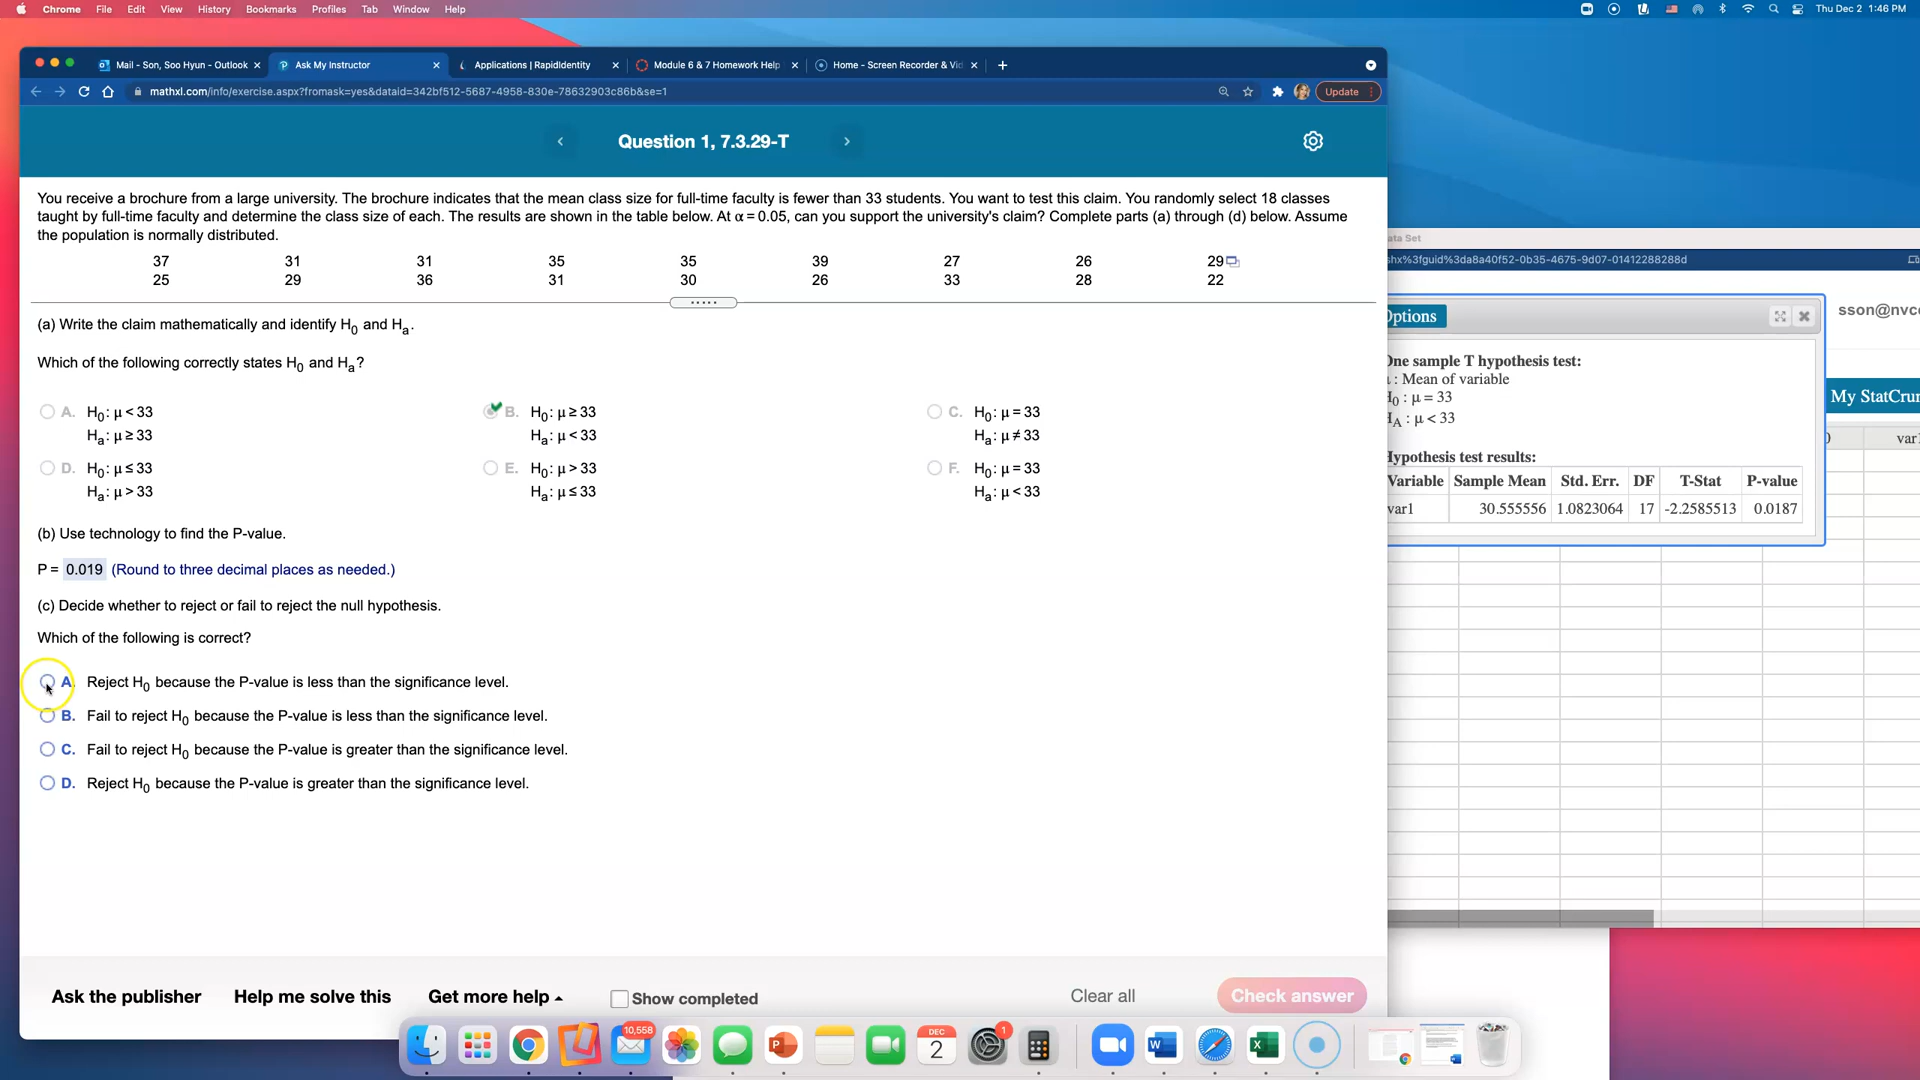 Chrome File Edit View History Bookmarks Profiles Tab Window Help
Thu Dec 2 1:46 PM
Mail - Son, Soo Hyun - Outlook
Ask My Instructor
Applications | RapidIdentity
Module 6 & 7 Homework Help
Home - Screen Recorder & Vid
mathxl.com/info/exercise.aspx?fromask=yes&dataid=342bf512-5687-4958-830e-78632903c86b&se=1
Update
Question 1, 7.3.29-T
You receive a brochure from a large university. The brochure indicates that the mean class size for full-time faculty is fewer than 33 students. You want to test this claim. You randomly select 18 classes
taught by full-time faculty and determine the class size of each. The results are shown in the table below. At α = 0.05, can you support the university's claim? Complete parts (a) through (d) below. Assume
the population is normally distributed.
37 31 31 35 35 39 27 26 29
25 29 36 31 30 26 33 28 22
(a) Write the claim mathematically and identify H0 and Ha.
Which of the following correctly states H0 and Ha?
A. H0: μ < 33
Ha: μ ≥ 33
B. H0: μ ≥ 33
Ha: μ < 33
C. H0: μ = 33
Ha: μ ≠ 33
D. H0: μ ≤ 33
Ha: μ > 33
E. H0: μ > 33
Ha: μ ≤ 33
F. H0: μ = 33
Ha: μ < 33
(b) Use technology to find the P-value.
P = 0.019 (Round to three decimal places as needed.)
(c) Decide whether to reject or fail to reject the null hypothesis.
Which of the following is correct?
A. Reject H0 because the P-value is less than the significance level.
B. Fail to reject H0 because the P-value is less than the significance level.
C. Fail to reject H0 because the P-value is greater than the significance level.
D. Reject H0 because the P-value is greater than the significance level.
Ask the publisher
Help me solve this
Get more help
Show completed
Clear all
Check answer
ata Set
shx%3fguid%3da8a40f52-0b35-4675-9d07-01412288288d
Options
sson@nvcc
One sample T hypothesis test:
: Mean of variable
H0 : μ = 33
HA : μ < 33
Hypothesis test results:
Variable Sample Mean Std. Err. DF T-Stat P-value
var1 30.555556 1.0823064 17 -2.2585513 0.0187
My StatCrun
var1
10,558
DEC
2
1